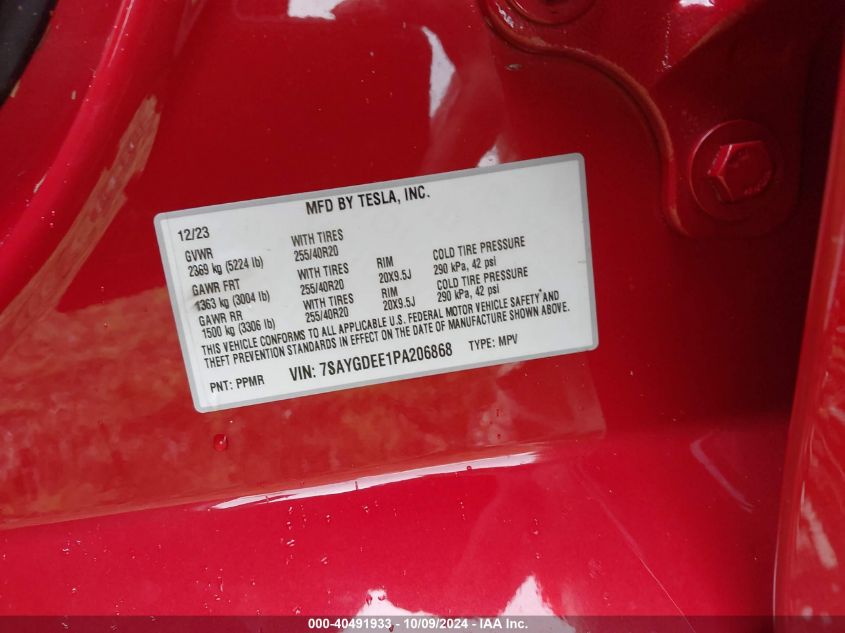 MFD BY TESLA, INC.
12/23
GVWR WITH TIRES
2369 kg (5224 lb) 255/40R20
GAWR FRT WITH TIRES RIM COLD TIRE PRESSURE
1363 kg (3004 lb) 255/40R20 20X9.5J 290 kPa, 42 psi
GAWR RR WITH TIRES RIM COLD TIRE PRESSURE
1500 kg (3306 lb) 255/40R20 20X9.5J 290 kPa, 42 psi
THIS VEHICLE CONFORMS TO ALL APPLICABLE U.S. FEDERAL MOTOR VEHICLE SAFETY AND
THEFT PREVENTION STANDARDS IN EFFECT ON THE DATE OF MANUFACTURE SHOWN ABOVE.
PNT: PPMR VIN: 7SAYGDEE1PA206868 TYPE: MPV
000-40491933 - 10/09/2024 - IAA, Inc.